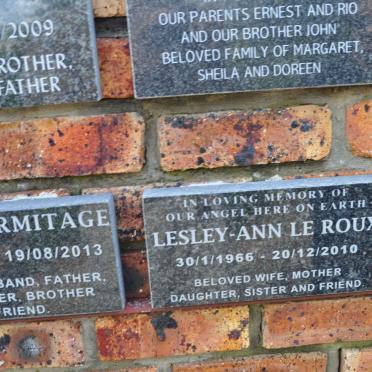 /2009
BROTHER,
FATHER
OUR PARENTS ERNEST AND RIO
AND OUR BROTHER JOHN
BELOVED FAMILY OF MARGARET,
SHEILA AND DOREEN
RMITAGE
19/08/2013
BAND, FATHER,
ER, BROTHER
FRIEND.
IN LOVING MEMORY OF
OUR ANGEL HERE ON EARTH
LESLEY-ANN LE ROUX
30/1/1966 - 20/12/2010
BELOVED WIFE, MOTHER
DAUGHTER, SISTER AND FRIEND.